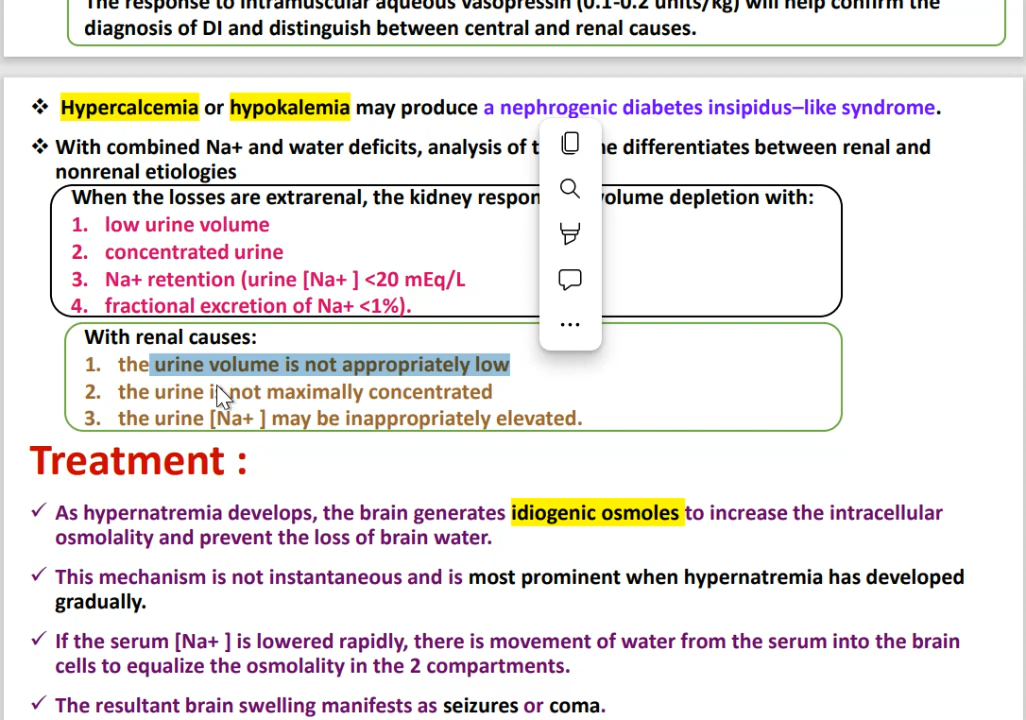 The response to intramuscular aqueous vasopressin (0.1-0.2 units/kg) will help confirm the
diagnosis of DI and distinguish between central and renal causes.
❖ Hypercalcemia or hypokalemia may produce a nephrogenic diabetes insipidus–like syndrome.
❖ With combined Na+ and water deficits, analysis of differentiates between renal and
nonrenal etiologies
When the losses are extrarenal, the kidney depletion with:
1. low urine volume
2. concentrated urine
3. Na+ retention (urine [Na+ ] <20 mEq/L
4. fractional excretion of Na+ <1%).
With renal causes:
1. the urine volume is not appropriately low
2. the urine is not maximally concentrated
3. the urine [Na+ ] may be inappropriately elevated.
Treatment :
✓ As hypernatremia develops, the brain generates idiogenic osmoles to increase the intracellular
osmolality and prevent the loss of brain water.
✓ This mechanism is not instantaneous and is most prominent when hypernatremia has developed
gradually.
✓ If the serum [Na+ ] is lowered rapidly, there is movement of water from the serum into the brain
cells to equalize the osmolality in the 2 compartments.
✓ The resultant brain swelling manifests as seizures or coma.